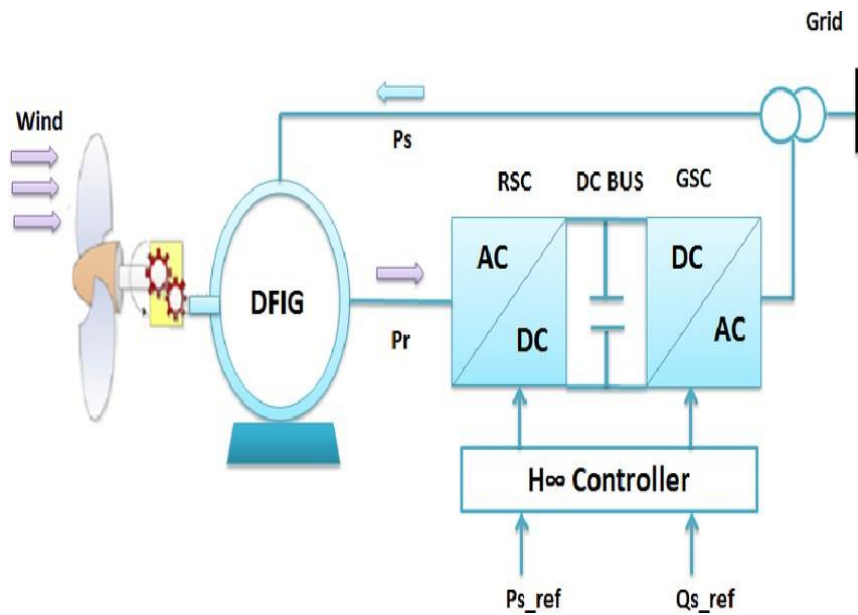 Grid
Wind
Ps
RSC DC BUS GSC
AC
DC
DC
AC
DFIG
Pr
H∞ Controller
Ps_ref Qs_ref